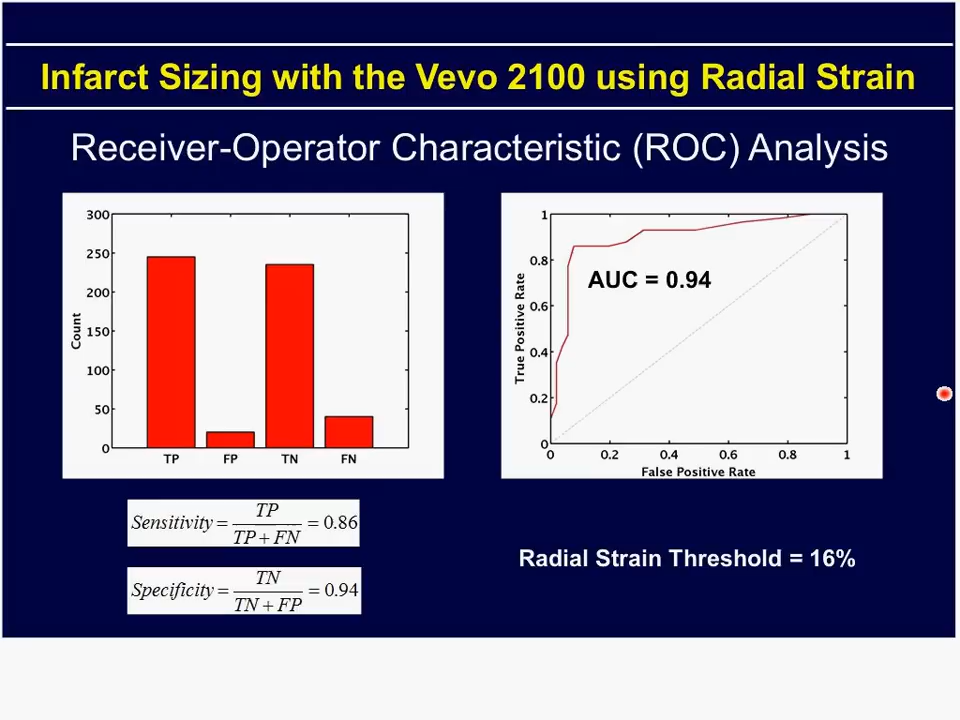 Infarct Sizing with the Vevo 2100 using Radial Strain
Receiver-Operator Characteristic (ROC) Analysis
300
250
200
150
100
50
0
Count
TP FP TN FN
1
0.8
0.6
0.4
0.2
0
True Positive Rate
AUC = 0.94
0 0.2 0.4 0.6 0.8 1
False Positive Rate
Sensitivity = TP / TP + FN = 0.86
Specificity = TN / TN + FP = 0.94
Radial Strain Threshold = 16%